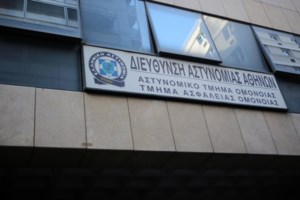 ΔΙΕΥΘΥΝΣΗ ΑΣΤΥΝΟΜΙΑΣ ΑΘΗΝΩΝ
ΑΣΤΥΝΟΜΙΚΟ ΤΜΗΜΑ ΟΜΟΝΟΙΑΣ
ΤΜΗΜΑ ΑΣΦΑΛΕΙΑΣ ΟΜΟΝΟΙΑΣ